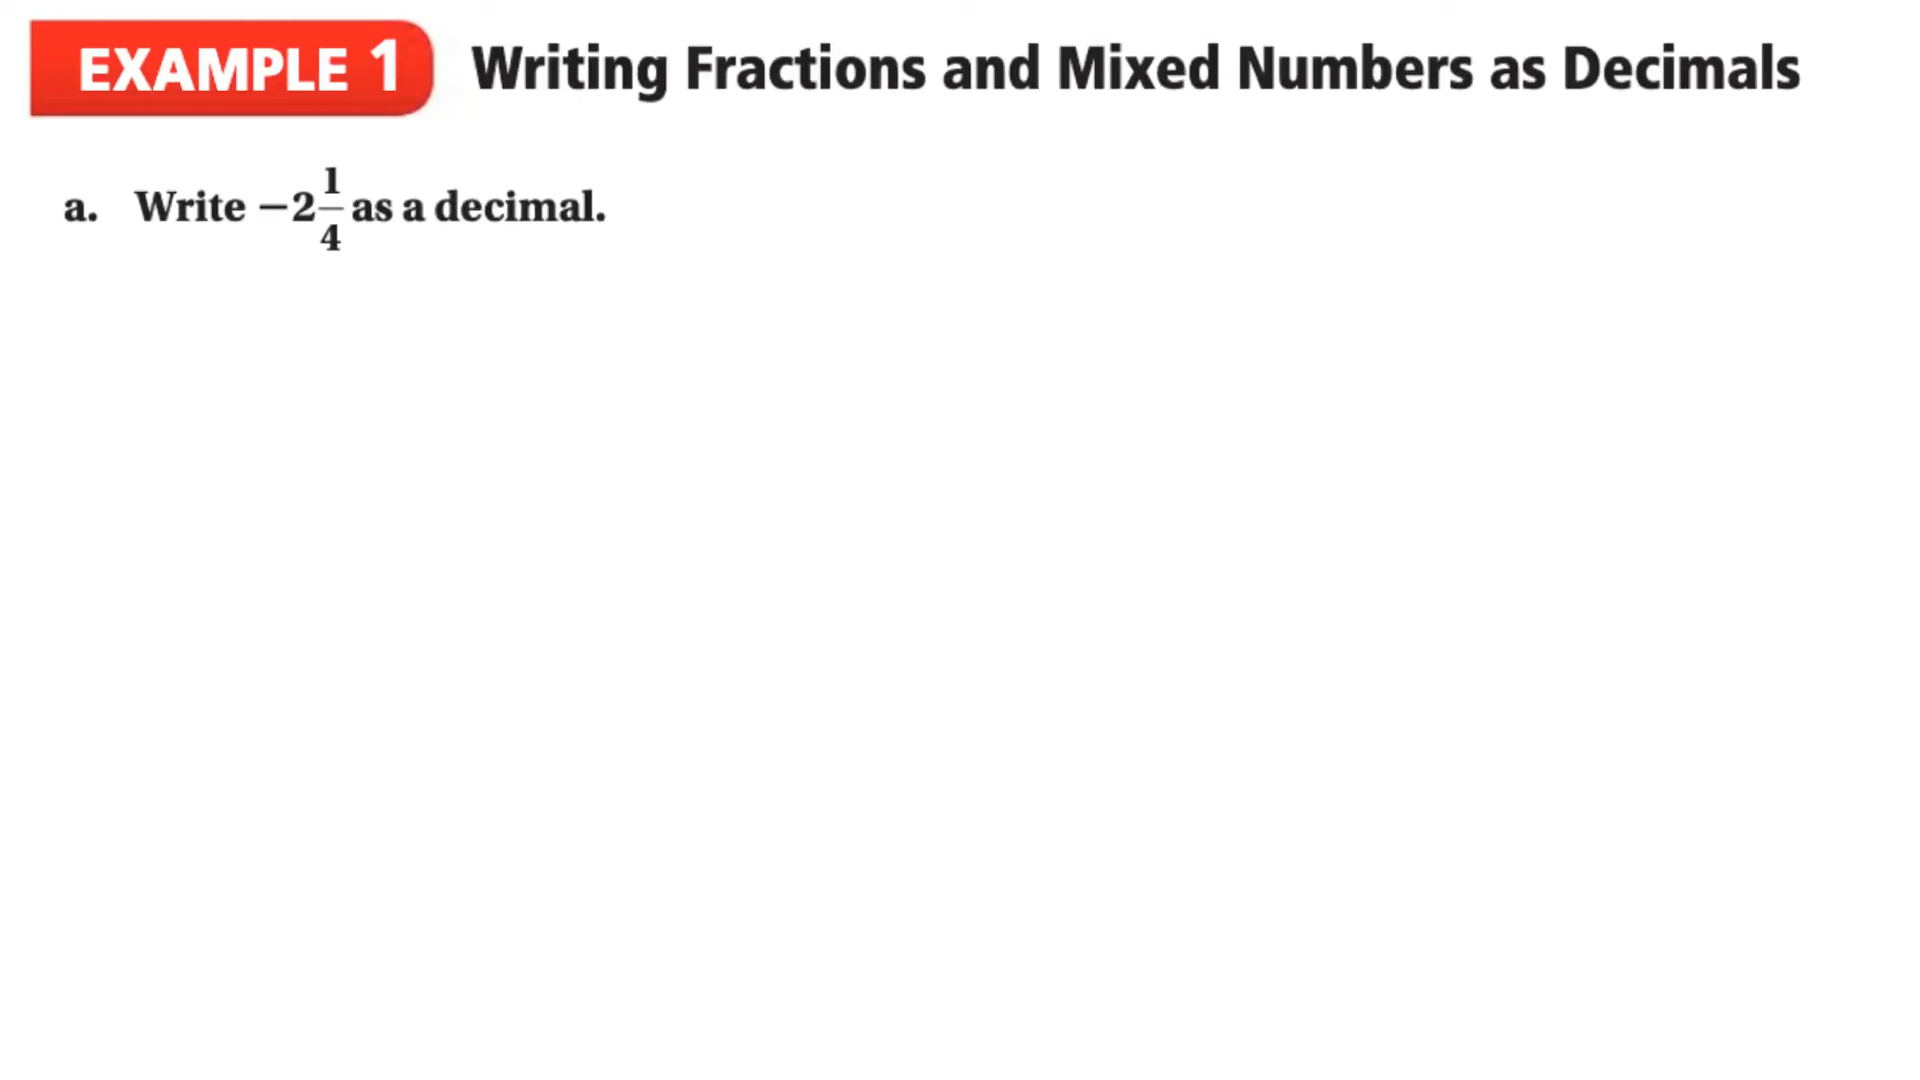 EXAMPLE 1 Writing Fractions and Mixed Numbers as Decimals
a. Write −2 1/4 as a decimal.